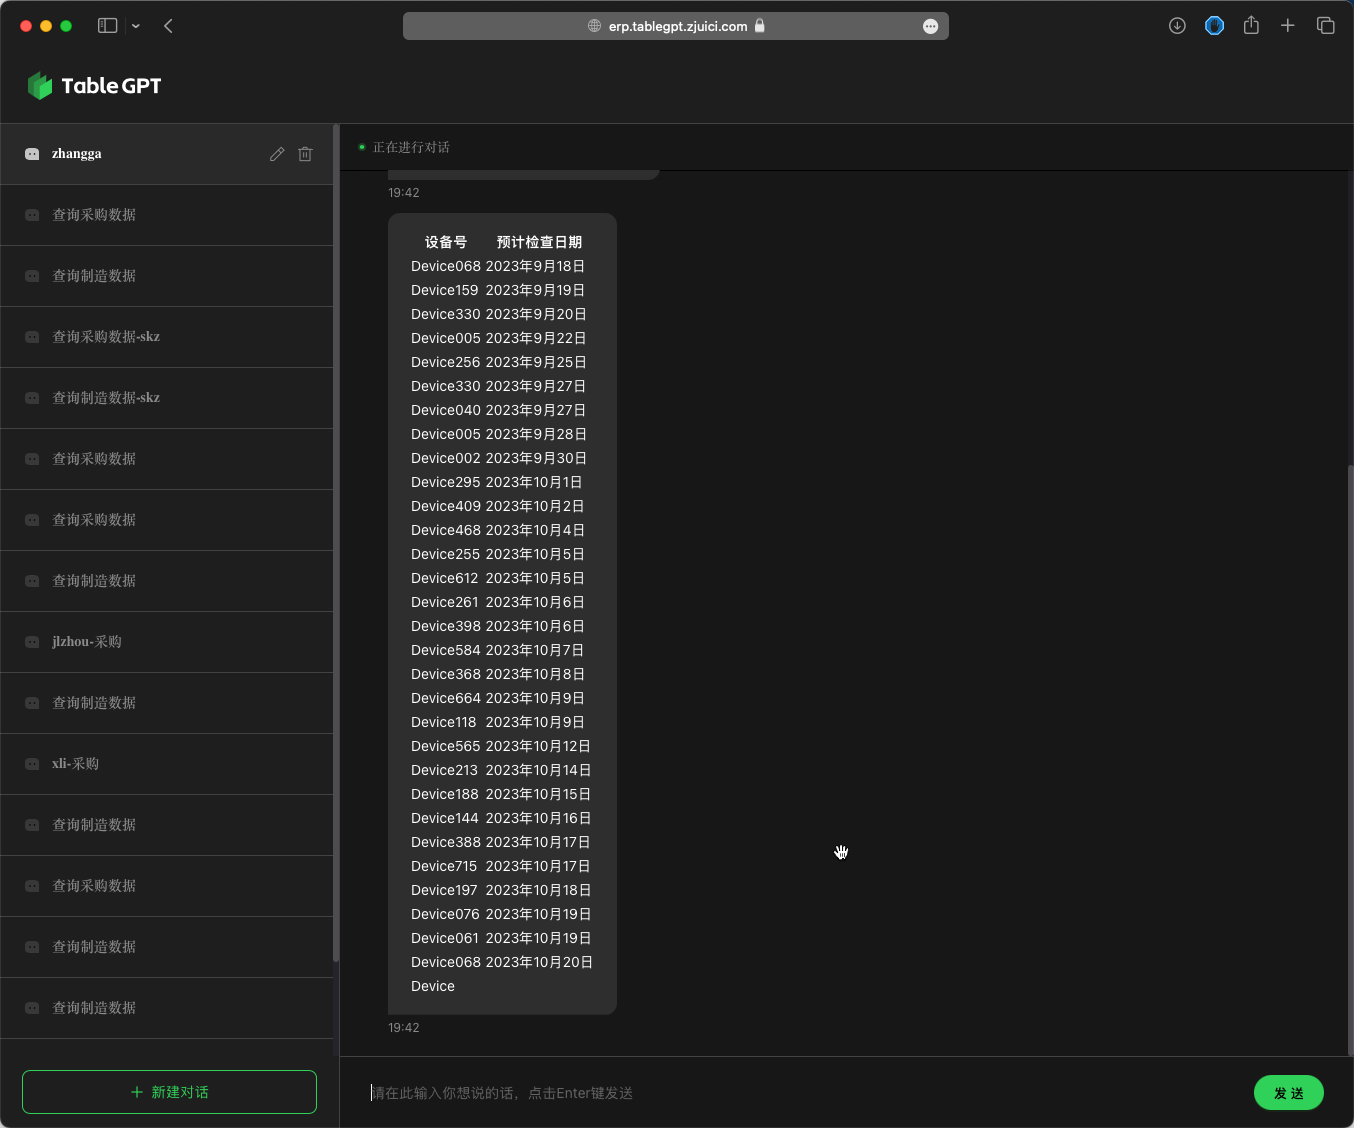 erp.tablegpt.zjuici.com
Table GPT
zhangga
查询采购数据
查询制造数据
查询采购数据-skz
查询制造数据-skz
查询采购数据
查询采购数据
查询制造数据
jlzhou-采购
查询制造数据
xli-采购
查询制造数据
查询采购数据
查询制造数据
查询制造数据
新建对话
正在进行对话
19:42
设备号 预计检查日期
Device068 2023年9月18日
Device159 2023年9月19日
Device330 2023年9月20日
Device005 2023年9月22日
Device256 2023年9月25日
Device330 2023年9月27日
Device040 2023年9月27日
Device005 2023年9月28日
Device002 2023年9月30日
Device295 2023年10月1日
Device409 2023年10月2日
Device468 2023年10月4日
Device255 2023年10月5日
Device612 2023年10月5日
Device261 2023年10月6日
Device398 2023年10月6日
Device584 2023年10月7日
Device368 2023年10月8日
Device664 2023年10月9日
Device118 2023年10月9日
Device565 2023年10月12日
Device213 2023年10月14日
Device188 2023年10月15日
Device144 2023年10月16日
Device388 2023年10月17日
Device715 2023年10月17日
Device197 2023年10月18日
Device076 2023年10月19日
Device061 2023年10月19日
Device068 2023年10月20日
Device
19:42
请在此输入你想说的话，点击Enter键发送
发 送